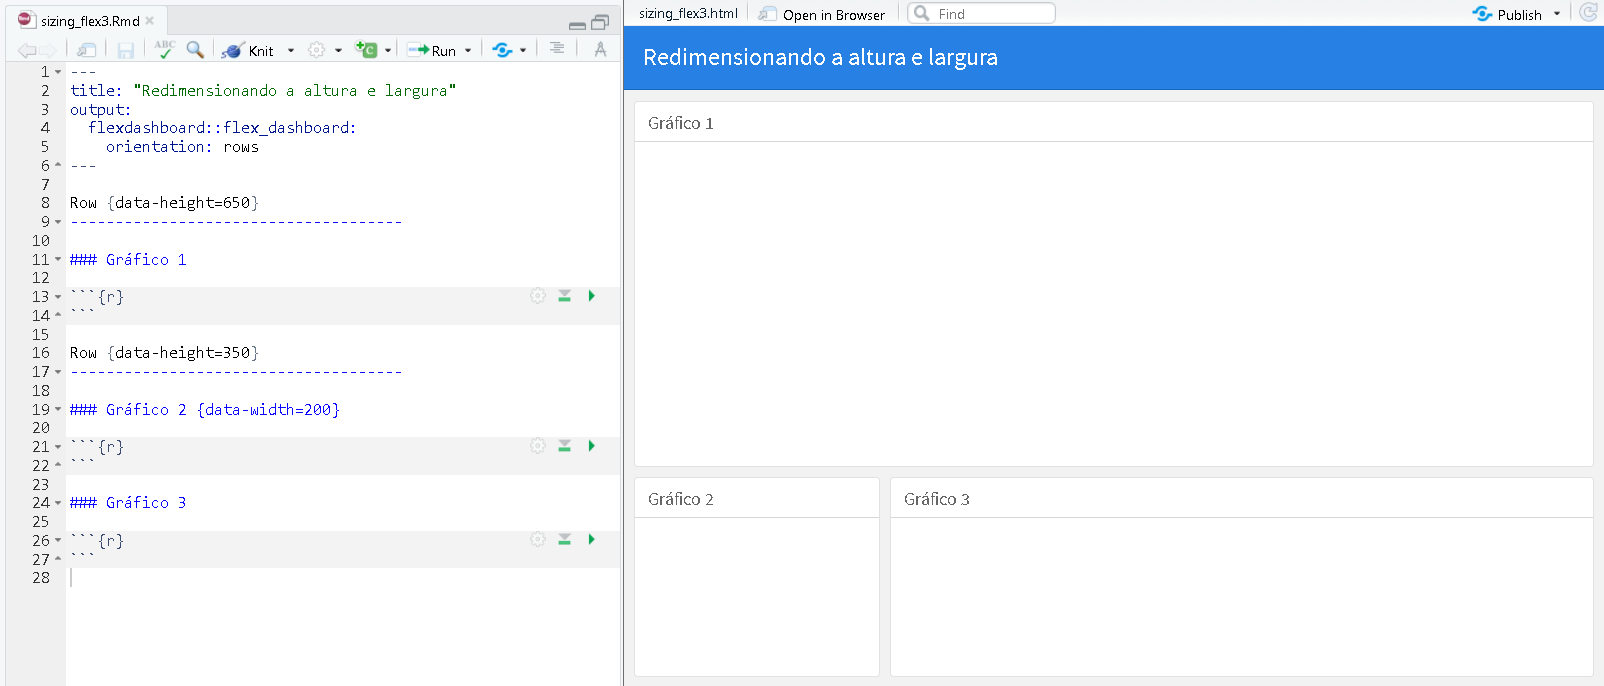 sizing_flex3.Rmd
ABC
Knit
Run
1 ---
2 title: "Redimensionando a altura e largura"
3 output:
4   flexdashboard::flex_dashboard:
5     orientation: rows
6 ---
7
8 Row {data-height=650}
9 -------------------------------------
10
11 ### Gráfico 1
12
13 ```{r}
14 ```
15
16 Row {data-height=350}
17 -------------------------------------
18
19 ### Gráfico 2 {data-width=200}
20
21 ```{r}
22 ```
23
24 ### Gráfico 3
25
26 ```{r}
27 ```
28
sizing_flex3.html
Open in Browser
Find
Publish
Redimensionando a altura e largura
Gráfico 1
Gráfico 2
Gráfico 3